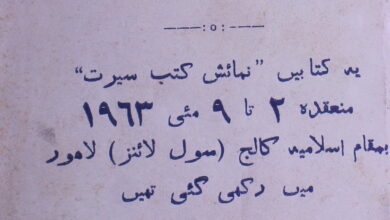 —— :o: ——
یہ کتابیں ”نمائش کتب سیرت“
منعقدہ ۲ تا ۹ مئی ۱۹۶۳
بمقام اسلامیہ کالج (سول لائنز) لاہور
میں رکھی گئی تھیں